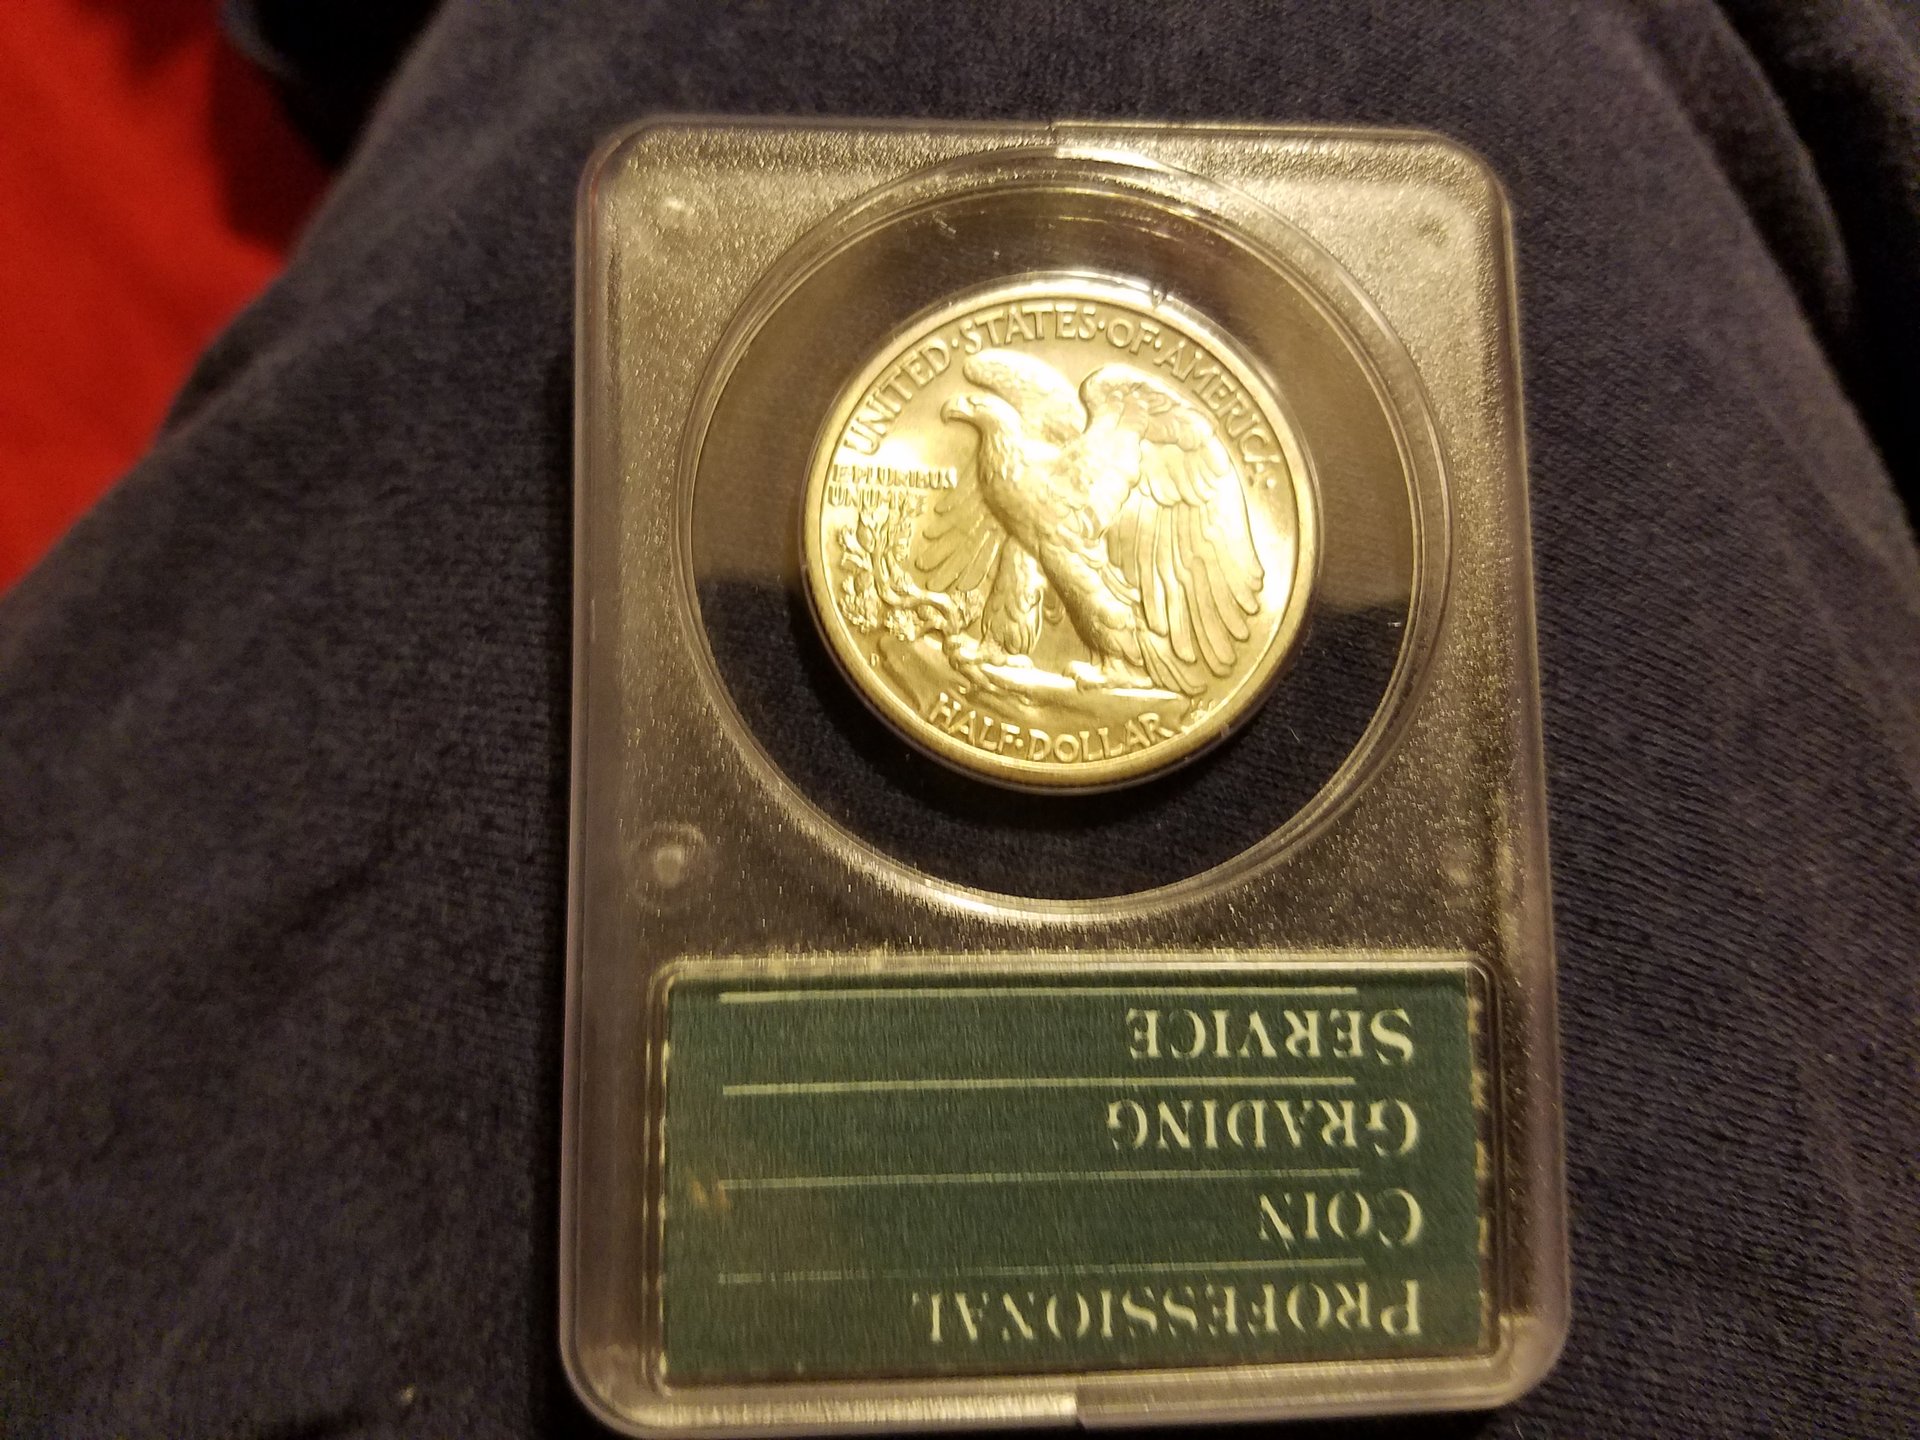 UNITED·STATES·OF·AMERICA·
E·PLURIBUS
UNUM
D
HALF·DOLLAR
PROFESSIONAL
COIN
GRADING
SERVICE